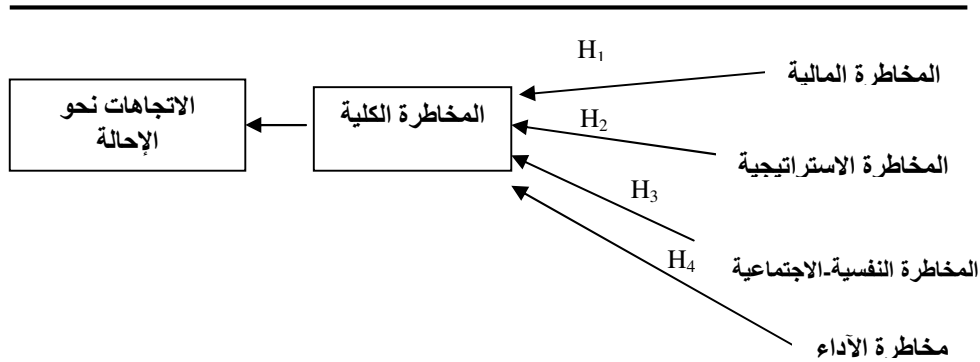 H1
المخاطرة المالية
الاتجاهات نحو
الإحالة
المخاطرة الكلية
H2
المخاطرة الاستراتيجية
H3
H4
المخاطرة النفسية-الاجتماعية
مخاطرة الآداء